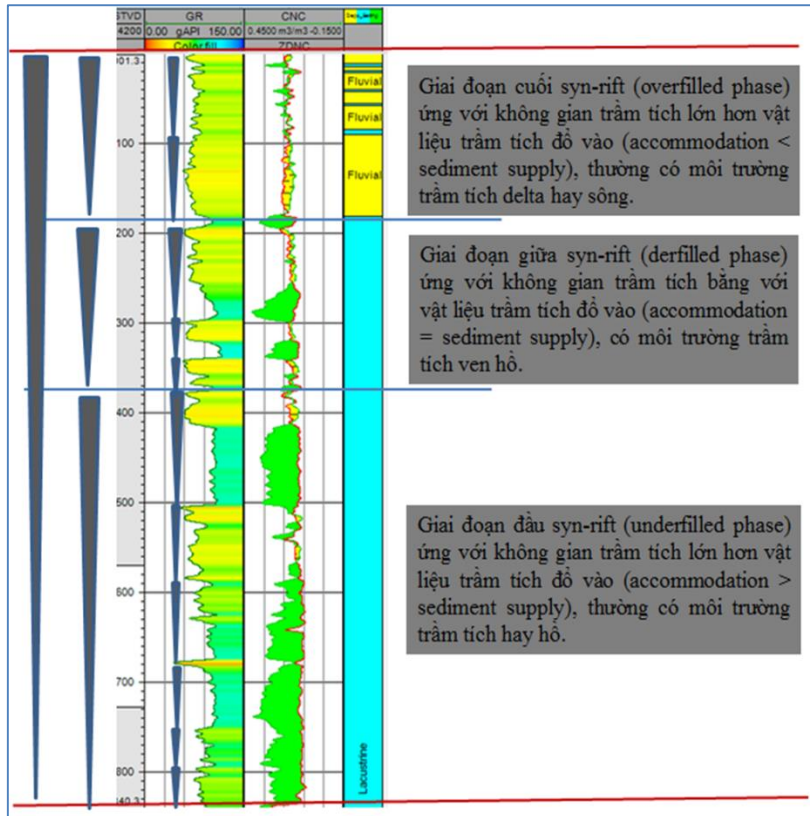 STVD
GR
CNC
4200
0.00 gAPI 150.00
0.4500 m3/m3 -0.1500
Color fill
ZDNC
001.3
Fluvial
100
Fluvial
Fluvial
200
300
400
500
600
700
800
Lacustrine
840.3
Giai đoạn cuối syn-rift (overfilled phase)
ứng với không gian trầm tích lớn hơn vật
liệu trầm tích đổ vào (accommodation <
sediment supply), thường có môi trường
trầm tích delta hay sông.
Giai đoạn giữa syn-rift (derfilled phase)
ứng với không gian trầm tích bằng với
vật liệu trầm tích đổ vào (accommodation
= sediment supply), có môi trường trầm
tích ven hồ.
Giai đoạn đầu syn-rift (underfilled phase)
ứng với không gian trầm tích lớn hơn vật
liệu trầm tích đổ vào (accommodation >
sediment supply), thường có môi trường
trầm tích hay hồ.